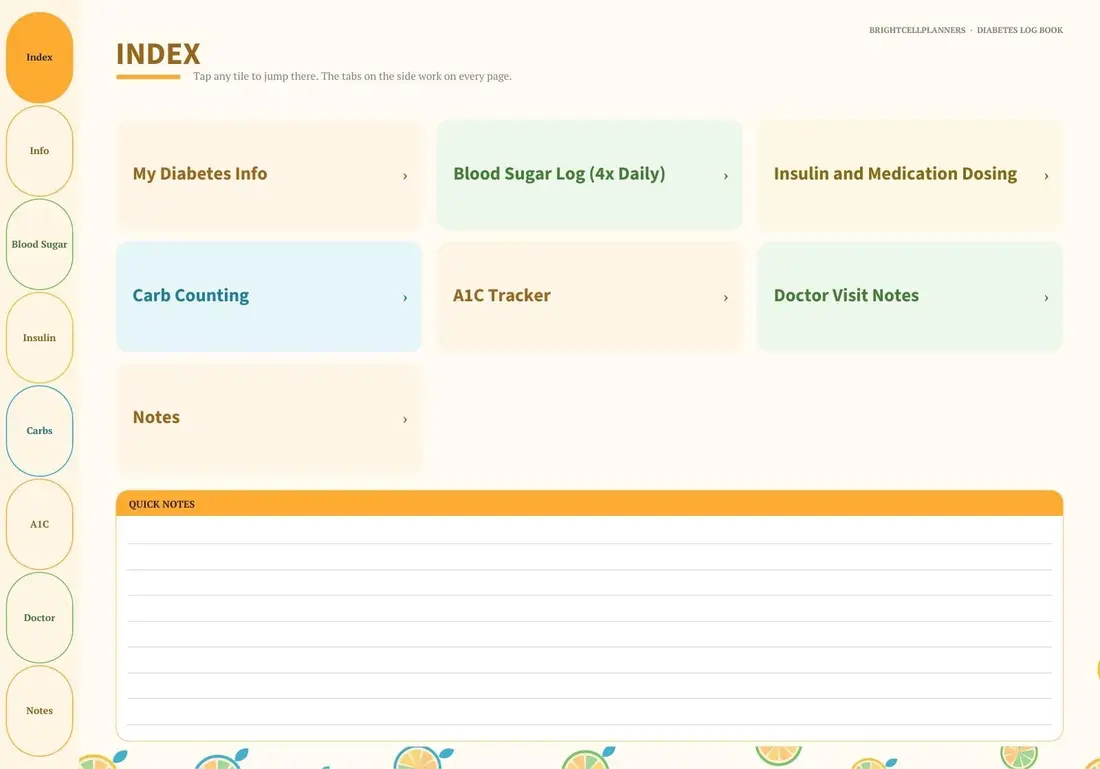 BRIGHTCELLPLANNERS · DIABETES LOG BOOK
INDEX
Tap any tile to jump there. The tabs on the side work on every page.
Index
Info
Blood Sugar
Insulin
Carbs
A1C
Doctor
Notes
My Diabetes Info ›
Blood Sugar Log (4x Daily) ›
Insulin and Medication Dosing ›
Carb Counting ›
A1C Tracker ›
Doctor Visit Notes ›
Notes ›
QUICK NOTES